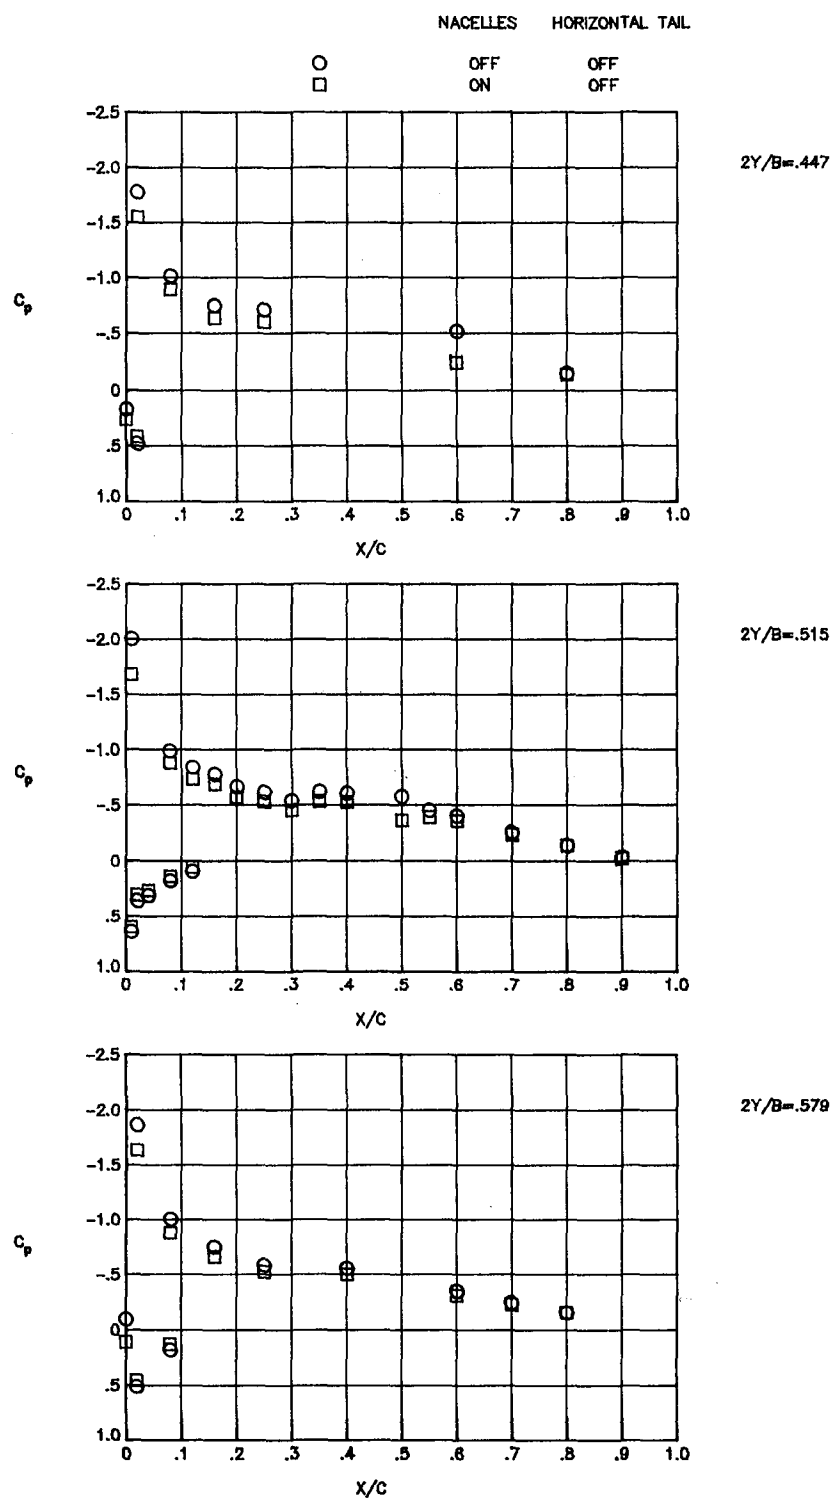 NACELLES HORIZONTAL TAIL
OFF OFF
ON OFF
-2.5
-2.0
-1.5
-1.0
-.5
0
.5
1.0
Cp
0 .1 .2 .3 .4 .5 .6 .7 .8 .9 1.0
X/C
2Y/B=.447
-2.5
-2.0
-1.5
-1.0
-.5
0
.5
1.0
Cp
0 .1 .2 .3 .4 .5 .6 .7 .8 .9 1.0
X/C
2Y/B=.515
-2.5
-2.0
-1.5
-1.0
-.5
0
.5
1.0
Cp
0 .1 .2 .3 .4 .5 .6 .7 .8 .9 1.0
X/C
2Y/B=.579